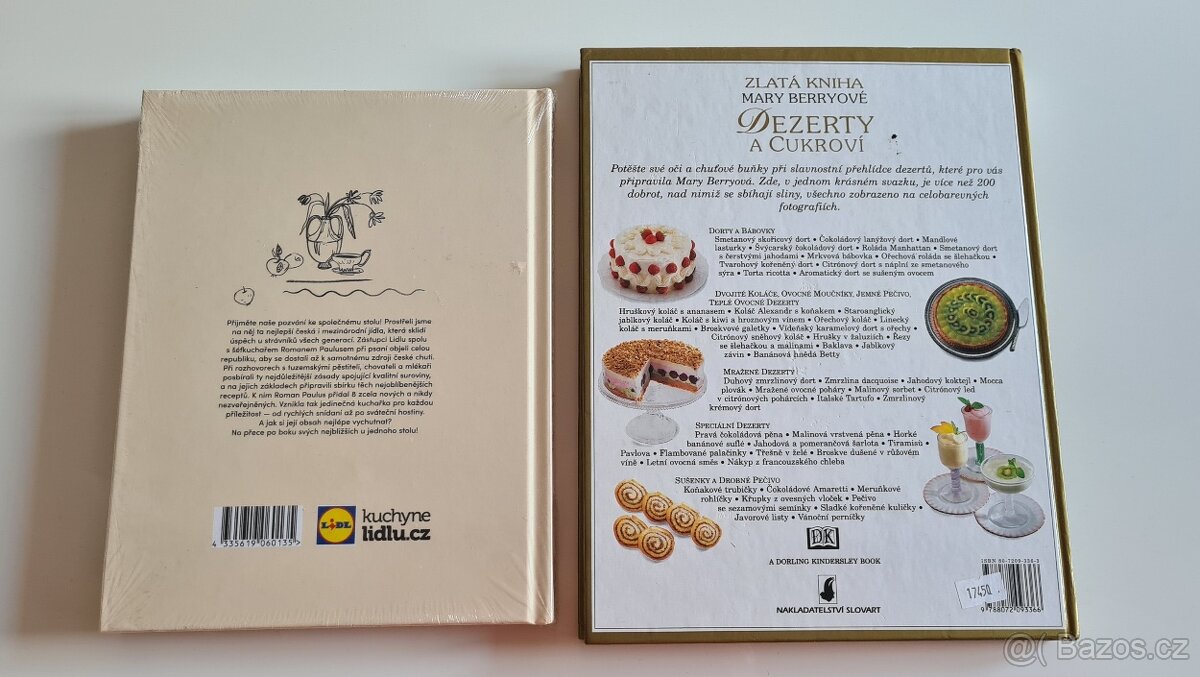 Přijměte naše pozvání ke společnému stolu! Prostřeli jsme
na něj ta nejlepší česká i mezinárodní jídla, která sklidí
úspěch u strávníků všech generací. Zástupci Lidlu spolu
s šéfkuchařem Romanem Paulusem při psaní objeli celou
republiku, aby se dostali až k samotnému zdroji české chuti.
Při rozhovorech s tuzemskými pěstiteli, chovateli a mlékaři
posbírali ty nejdůležitější zásady spojující kvalitní suroviny,
a na jejich základech připravili sbírku těch nejoblíbenějších
receptů. K nim Roman Paulus přidal 8 zcela nových a nikdy
nezveřejněných. Vznikla tak jedinečná kuchařka pro každou
příležitost — od rychlých snídaní až po sváteční hostiny.
A jak si její obsah nejlépe vychutnat?
No přece po boku svých nejbližších u jednoho stolu!
4 335619 060135
LIDL
kuchyne
lidlu.cz
ZLATÁ KNIHA
MARY BERRYOVÉ
DEZERTY
A CUKROVÍ
Potěšte své oči a chuťové buňky při slavnostní přehlídce dezertů, které pro vás
připravila Mary Berryová. Zde, v jednom krásném svazku, je více než 200
dobrot, nad nimiž se sbíhají sliny, všechno zobrazeno na celobarevných
fotografiích.
DORTY A BÁBOVKY
Smetanový skořicový dort • Čokoládový lanýžový dort • Mandlové
lasturky • Švýcarský čokoládový dort • Roláda Manhattan • Smetanový dort
s čerstvými jahodami • Mrkvová bábovka • Ořechová roláda se šlehačkou •
Tvarohový kořeněný dort • Citrónový dort s náplní ze smetanového
sýra • Torta ricotta • Aromatický dort se sušeným ovocem
DVOJITÉ KOLÁČE, OVOCNÉ MOUČNÍKY, JEMNÉ PEČIVO,
TEPLÉ OVOCNÉ DEZERTY
Hruškový koláč s ananasem • Koláč Alexandr s koňakem • Staroanglický
jablkový koláč • Koláč s kiwi a hroznovým vínem • Ořechový koláč • Linecký
koláč s meruňkami • Broskvové galetky • Vídeňský karamelový dort s ořechy •
Citrónový sněhový koláč • Hrušky v žaluziích • Řezy
se šlehačkou a malinami • Baklava • Jablkový
závin • Banánová hnědá Betty
MRAŽENÉ DEZERTY
Duhový zmrzlinový dort • Zmrzlina dacquoise • Jahodový koktejl • Mocca
plovák • Mražené ovocné poháry • Malinový sorbet • Citrónový led
v citrónových pohárcích • Italské Tartufo • Zmrzlinový
krémový dort
SPECIÁLNÍ DEZERTY
Pravá čokoládová pěna • Malinová vrstvená pěna • Horké
banánové suflé • Jahodová a pomerančová šarlota • Tiramisù •
Pavlova • Flambované palačinky • Třešně v želé • Broskve dušené v růžovém
víně • Letní ovocná směs • Nákyp z francouzského chleba
SUŠENKY A DROBNÉ PEČIVO
Koňakové trubičky • Čokoládové Amaretti • Meruňkové
rohlíčky • Křupky z ovesných vloček • Pečivo
se sezamovými semínky • Sladké kořeněné kuličky •
Javorové listy • Vánoční perníčky
DK
A DORLING KINDERSLEY BOOK
NAKLADATELSTVÍ SLOVART
ISBN 80-7209-336-3
17450
9 788072 093366
@( Bazos.cz